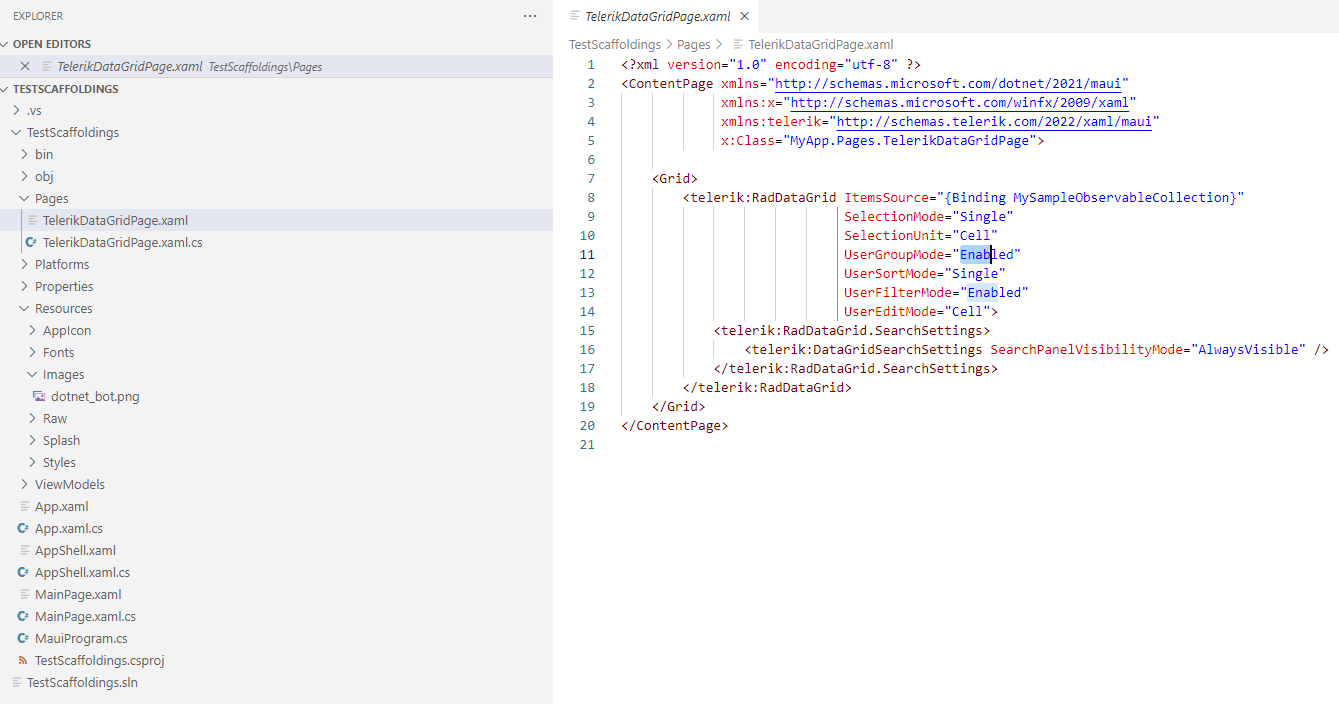 EXPLORER
OPEN EDITORS
TelerikDataGridPage.xaml TestScaffoldings\Pages
TESTSCAFFOLDINGS
.vs
TestScaffoldings
bin
obj
Pages
TelerikDataGridPage.xaml
C# TelerikDataGridPage.xaml.cs
Platforms
Properties
Resources
AppIcon
Fonts
Images
dotnet_bot.png
Raw
Splash
Styles
ViewModels
App.xaml
C# App.xaml.cs
AppShell.xaml
C# AppShell.xaml.cs
MainPage.xaml
C# MainPage.xaml.cs
C# MauiProgram.cs
TestScaffoldings.csproj
TestScaffoldings.sln
TelerikDataGridPage.xaml
TestScaffoldings > Pages > TelerikDataGridPage.xaml
1 <?xml version="1.0" encoding="utf-8" ?>
2 <ContentPage xmlns="http://schemas.microsoft.com/dotnet/2021/maui"
3 xmlns:x="http://schemas.microsoft.com/winfx/2009/xaml"
4 xmlns:telerik="http://schemas.telerik.com/2022/xaml/maui"
5 x:Class="MyApp.Pages.TelerikDataGridPage">
6
7 <Grid>
8 <telerik:RadDataGrid ItemsSource="{Binding MySampleObservableCollection}"
9 SelectionMode="Single"
10 SelectionUnit="Cell"
11 UserGroupMode="Enabled"
12 UserSortMode="Single"
13 UserFilterMode="Enabled"
14 UserEditMode="Cell">
15 <telerik:RadDataGrid.SearchSettings>
16 <telerik:DataGridSearchSettings SearchPanelVisibilityMode="AlwaysVisible" />
17 </telerik:RadDataGrid.SearchSettings>
18 </telerik:RadDataGrid>
19 </Grid>
20 </ContentPage>
21